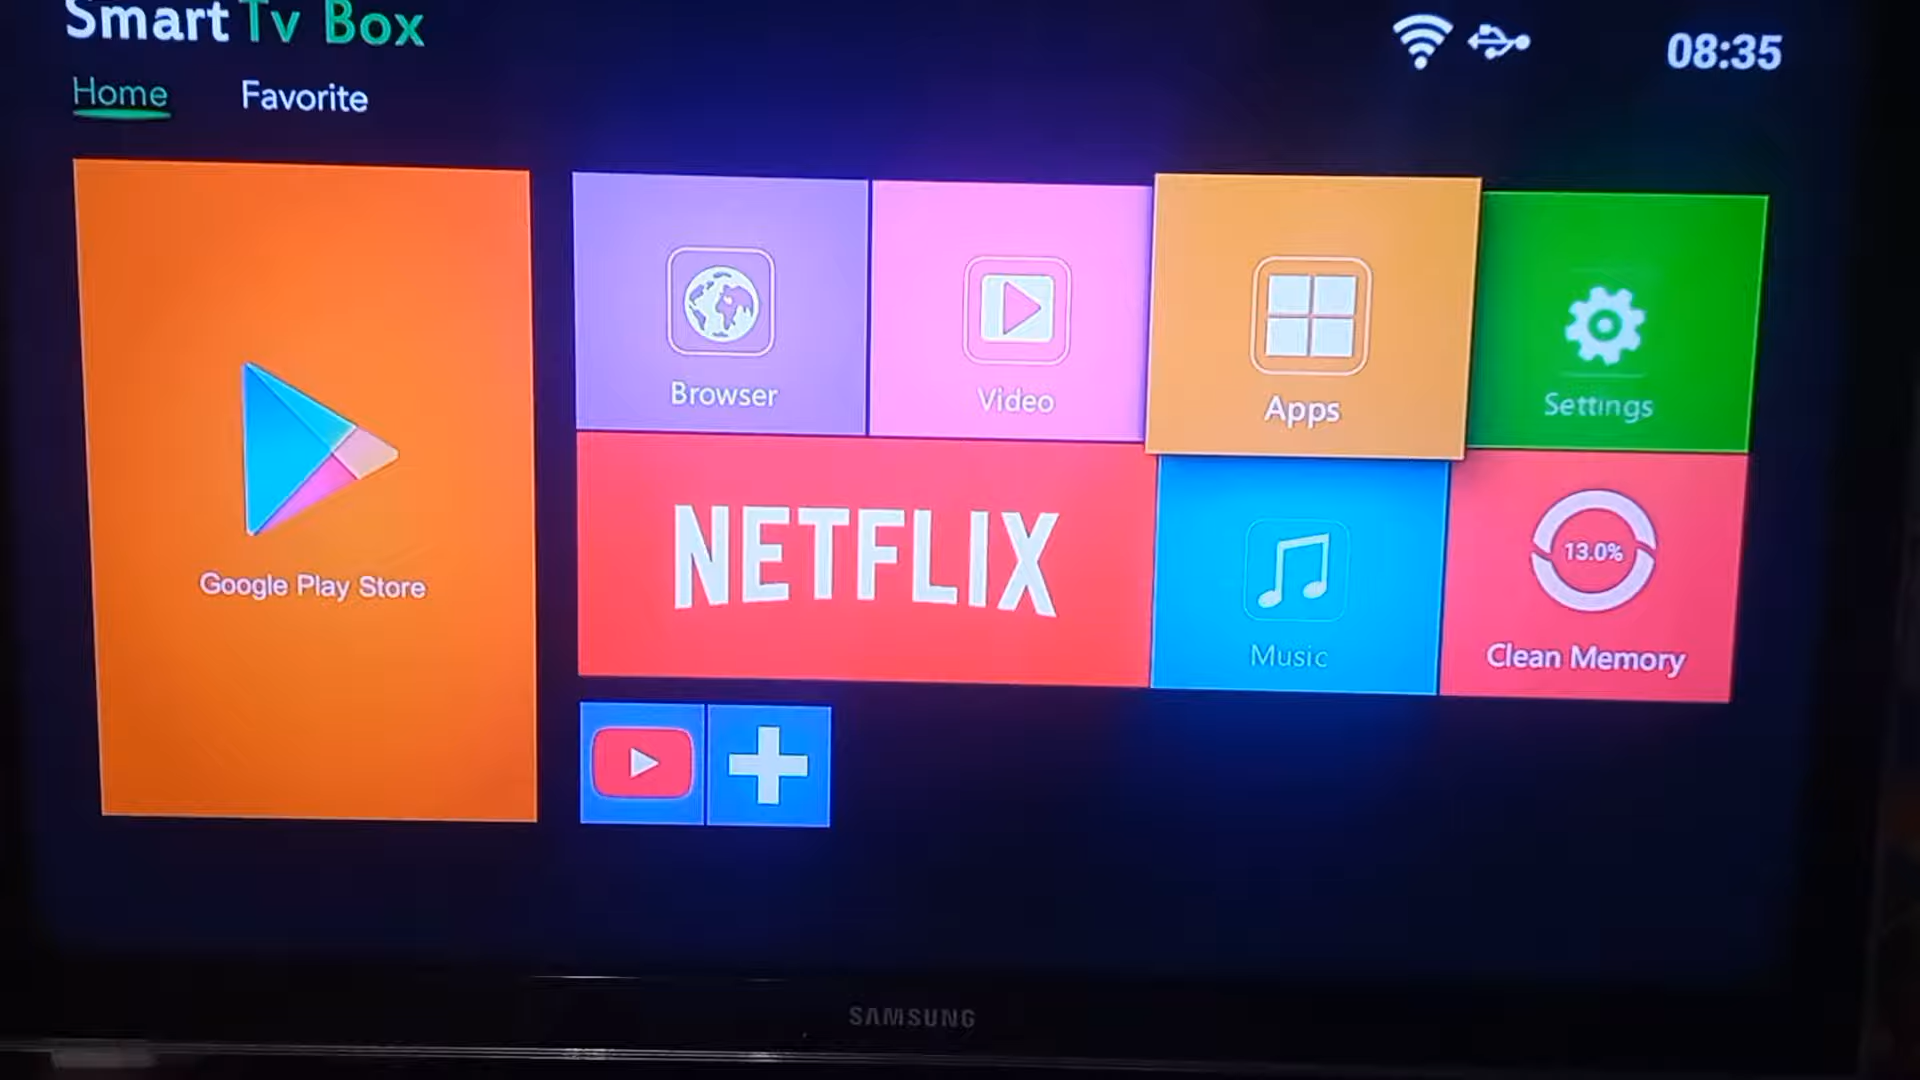 Smart Tv Box
08:35
Home Favorite
Google Play Store
Browser
Video
Apps
Settings
NETFLIX
Music
13.0%
Clean Memory
SAMSUNG